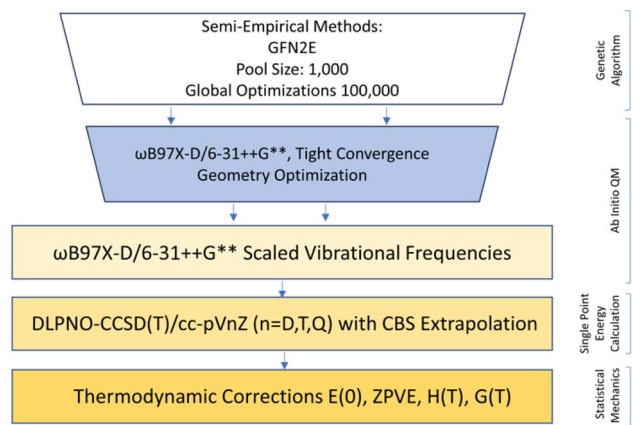 Semi-Empirical Methods:
GFN2E
Pool Size: 1,000
Global Optimizations 100,000
Genetic
Algorithm
ωB97X-D/6-31++G**, Tight Convergence
Geometry Optimization
Ab Initio QM
ωB97X-D/6-31++G** Scaled Vibrational Frequencies
DLPNO-CCSD(T)/cc-pVnZ (n=D,T,Q) with CBS Extrapolation
Single Point
Energy
Calculation
Thermodynamic Corrections E(0), ZPVE, H(T), G(T)
Statistical
Mechanics